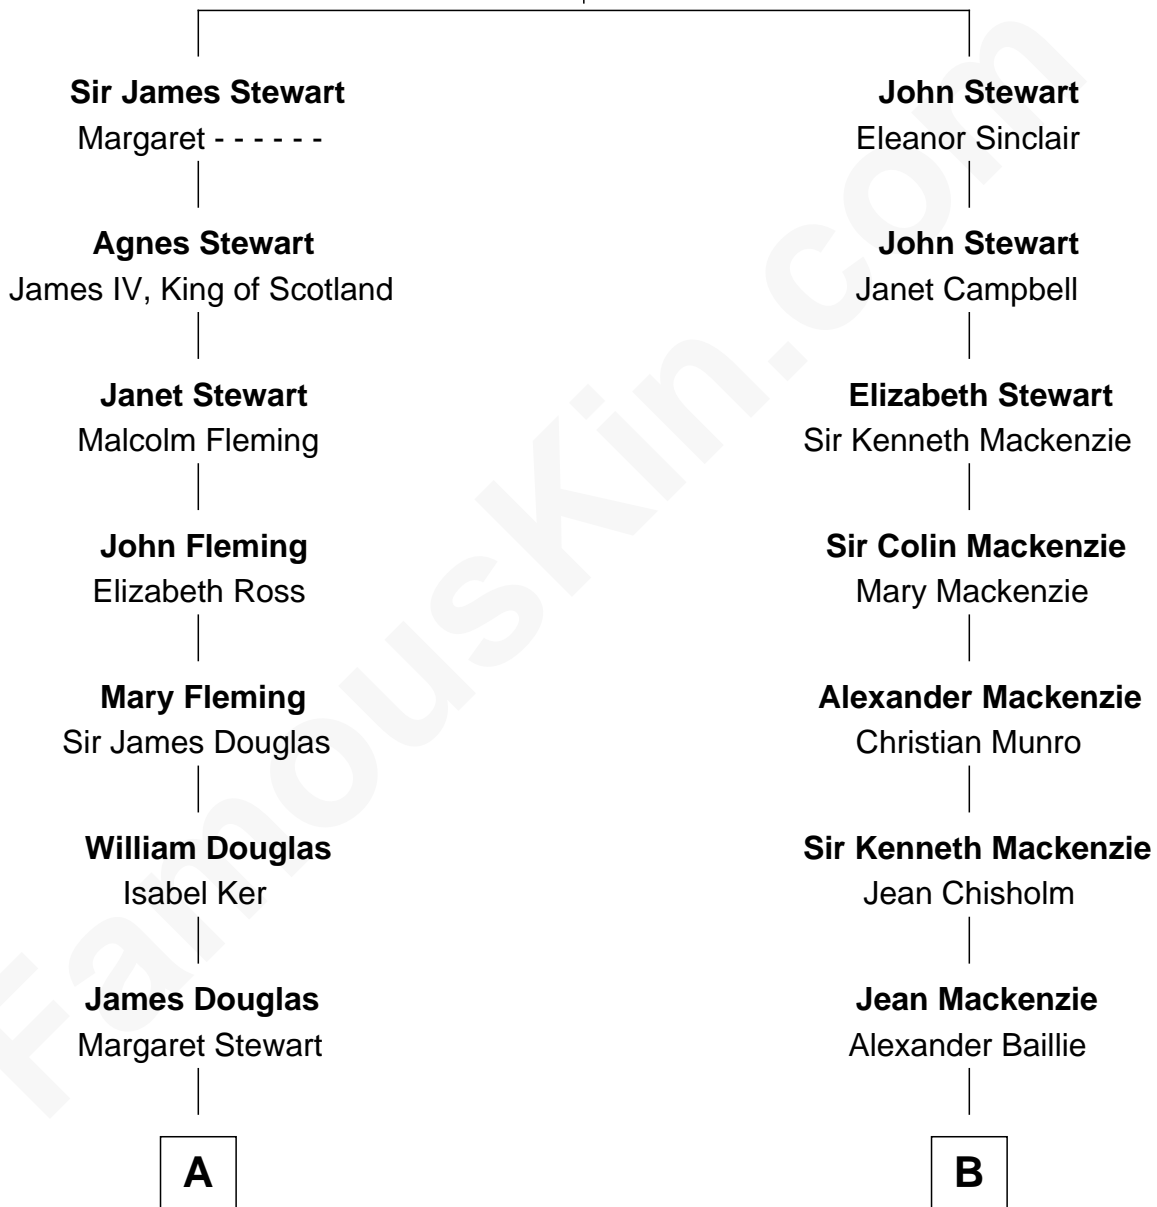 Sir James Stewart
Margaret - - - - - -
Agnes Stewart
James IV, King of Scotland
Janet Stewart
Malcolm Fleming
John Fleming
Elizabeth Ross
Mary Fleming
Sir James Douglas
William Douglas
Isabel Ker
James Douglas
Margaret Stewart
A
John Stewart
Eleanor Sinclair
John Stewart
Janet Campbell
Elizabeth Stewart
Sir Kenneth Mackenzie
Sir Colin Mackenzie
Mary Mackenzie
Alexander Mackenzie
Christian Munro
Sir Kenneth Mackenzie
Jean Chisholm
Jean Mackenzie
Alexander Baillie
B
FamousKin.com